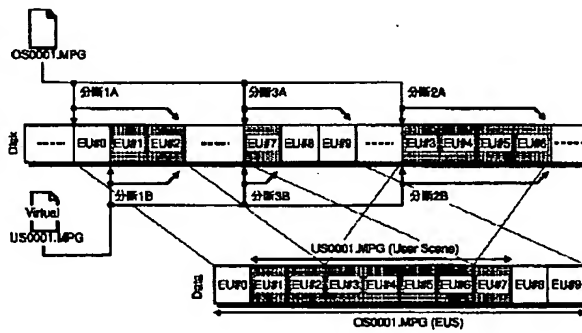 OS0001.MPG
分断1A 分断3A 分断2A
Disk EU#0 EU#1 EU#2 EU#7 EU#8 EU#9 EU#3 EU#4 EU#5 EU#6
Virtual
US0001.MPG
分断1B 分断3B 分断2B
US0001.MPG (User Scene)
Data EU#0 EU#1 EU#2 EU#3 EU#4 EU#5 EU#6 EU#7 EU#8 EU#9
OS0001.MPG (EUS)